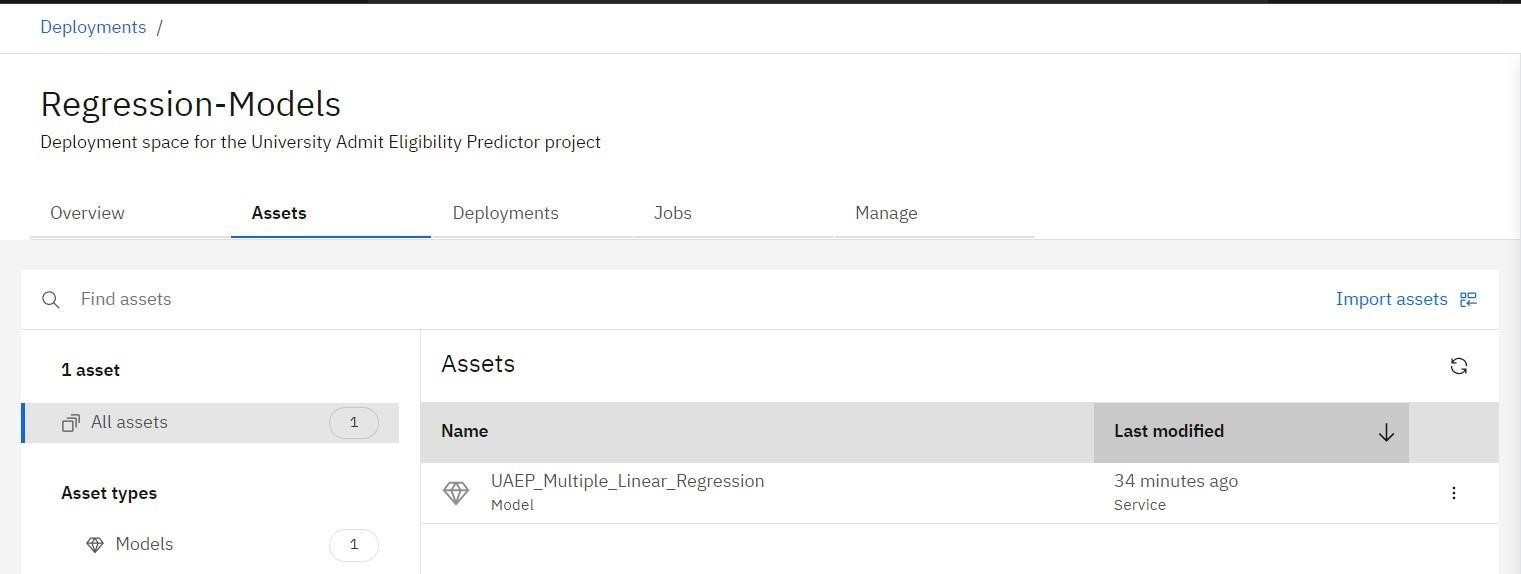 Deployments /
Regression-Models
Deployment space for the University Admit Eligibility Predictor project
Overview Assets Deployments Jobs Manage
Find assets Import assets
1 asset
All assets 1
Asset types
Models 1
Assets
Name Last modified
UAEP_Multiple_Linear_Regression 34 minutes ago
Model Service